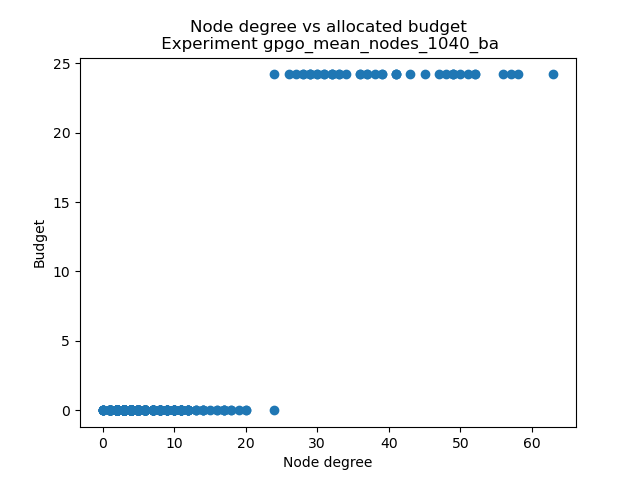 Node degree vs allocated budget
Experiment gpgo_mean_nodes_1040_ba
25
20
15
10
5
0
Budget
0 10 20 30 40 50 60
Node degree